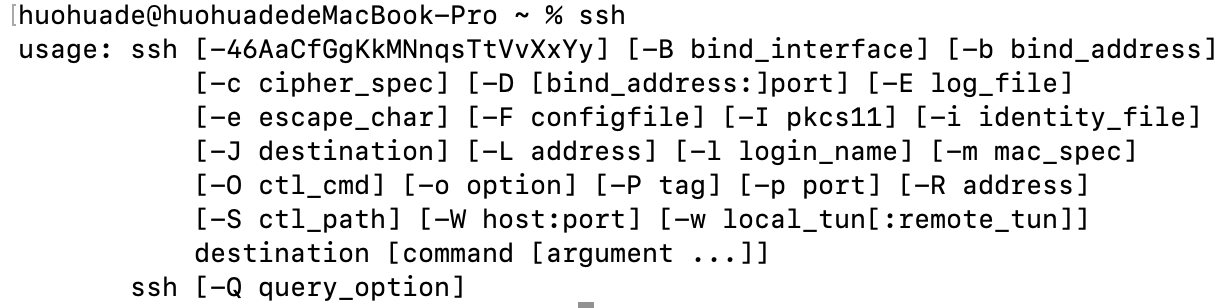 [huohuade@huohuadedeMacBook-Pro ~ % ssh
usage: ssh [-46AaCfGgKkMNnqsTtVvXxYy] [-B bind_interface] [-b bind_address]
           [-c cipher_spec] [-D [bind_address:]port] [-E log_file]
           [-e escape_char] [-F configfile] [-I pkcs11] [-i identity_file]
           [-J destination] [-L address] [-l login_name] [-m mac_spec]
           [-O ctl_cmd] [-o option] [-P tag] [-p port] [-R address]
           [-S ctl_path] [-W host:port] [-w local_tun[:remote_tun]]
           destination [command [argument ...]]
       ssh [-Q query_option]